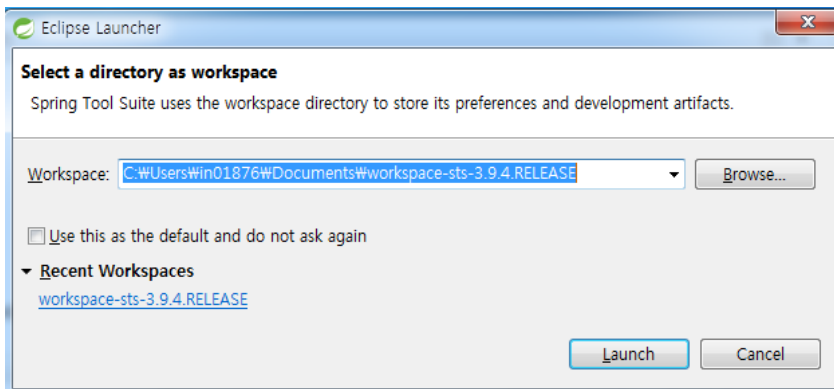 Eclipse Launcher
Select a directory as workspace
Spring Tool Suite uses the workspace directory to store its preferences and development artifacts.
Workspace: C:₩Users₩in01876₩Documents₩workspace-sts-3.9.4.RELEASE Browse...
Use this as the default and do not ask again
Recent Workspaces
workspace-sts-3.9.4.RELEASE
Launch Cancel